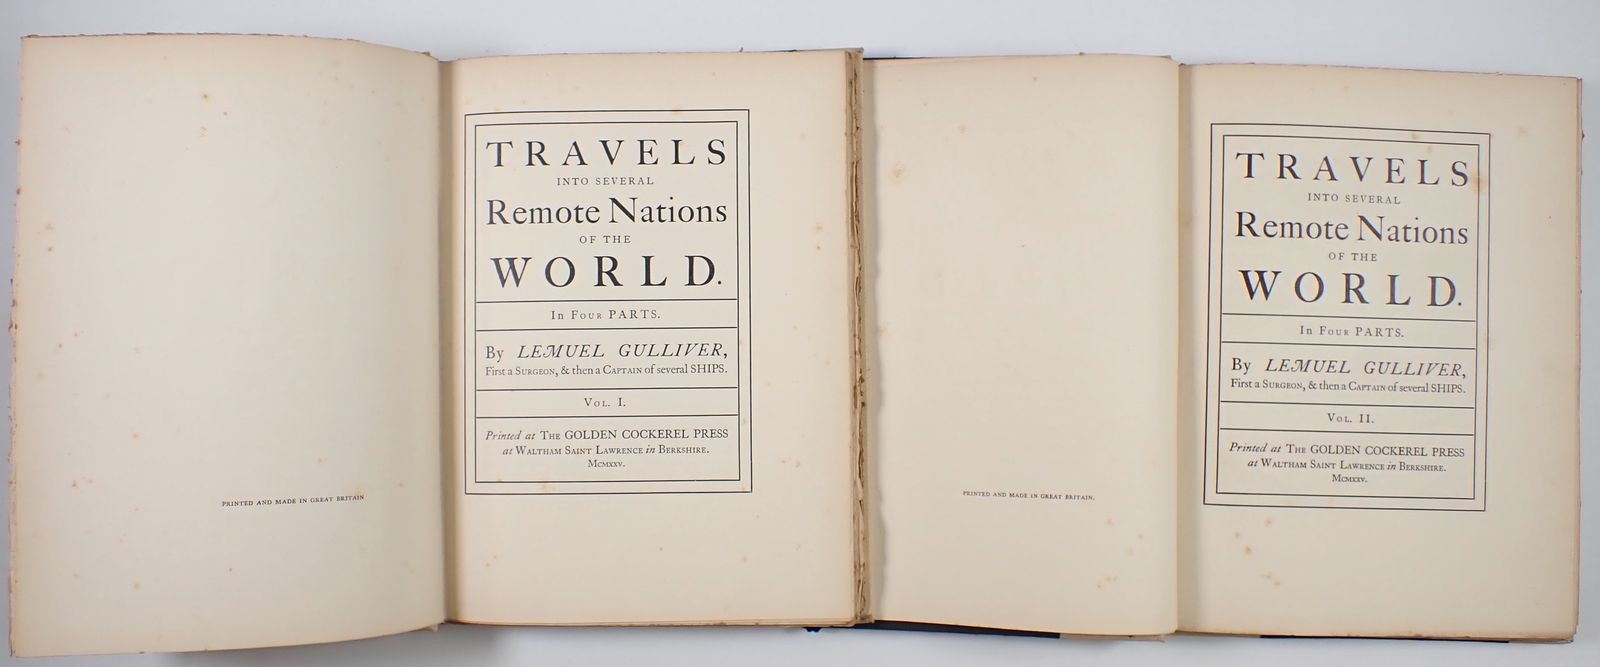 PRINTED AND MADE IN GREAT BRITAIN
TRAVELS
INTO SEVERAL
Remote Nations
OF THE
WORLD.
In FOUR PARTS.
By LEMUEL GULLIVER,
First a SURGEON, & then a CAPTAIN of several SHIPS.
VOL. I.
Printed at THE GOLDEN COCKEREL PRESS
at WALTHAM SAINT LAWRENCE in BERKSHIRE.
MCMXXV.
PRINTED AND MADE IN GREAT BRITAIN.
TRAVELS
INTO SEVERAL
Remote Nations
OF THE
WORLD.
In FOUR PARTS.
By LEMUEL GULLIVER,
First a SURGEON, & then a CAPTAIN of several SHIPS.
VOL. II.
Printed at THE GOLDEN COCKEREL PRESS
at WALTHAM SAINT LAWRENCE in BERKSHIRE.
MCMXXV.